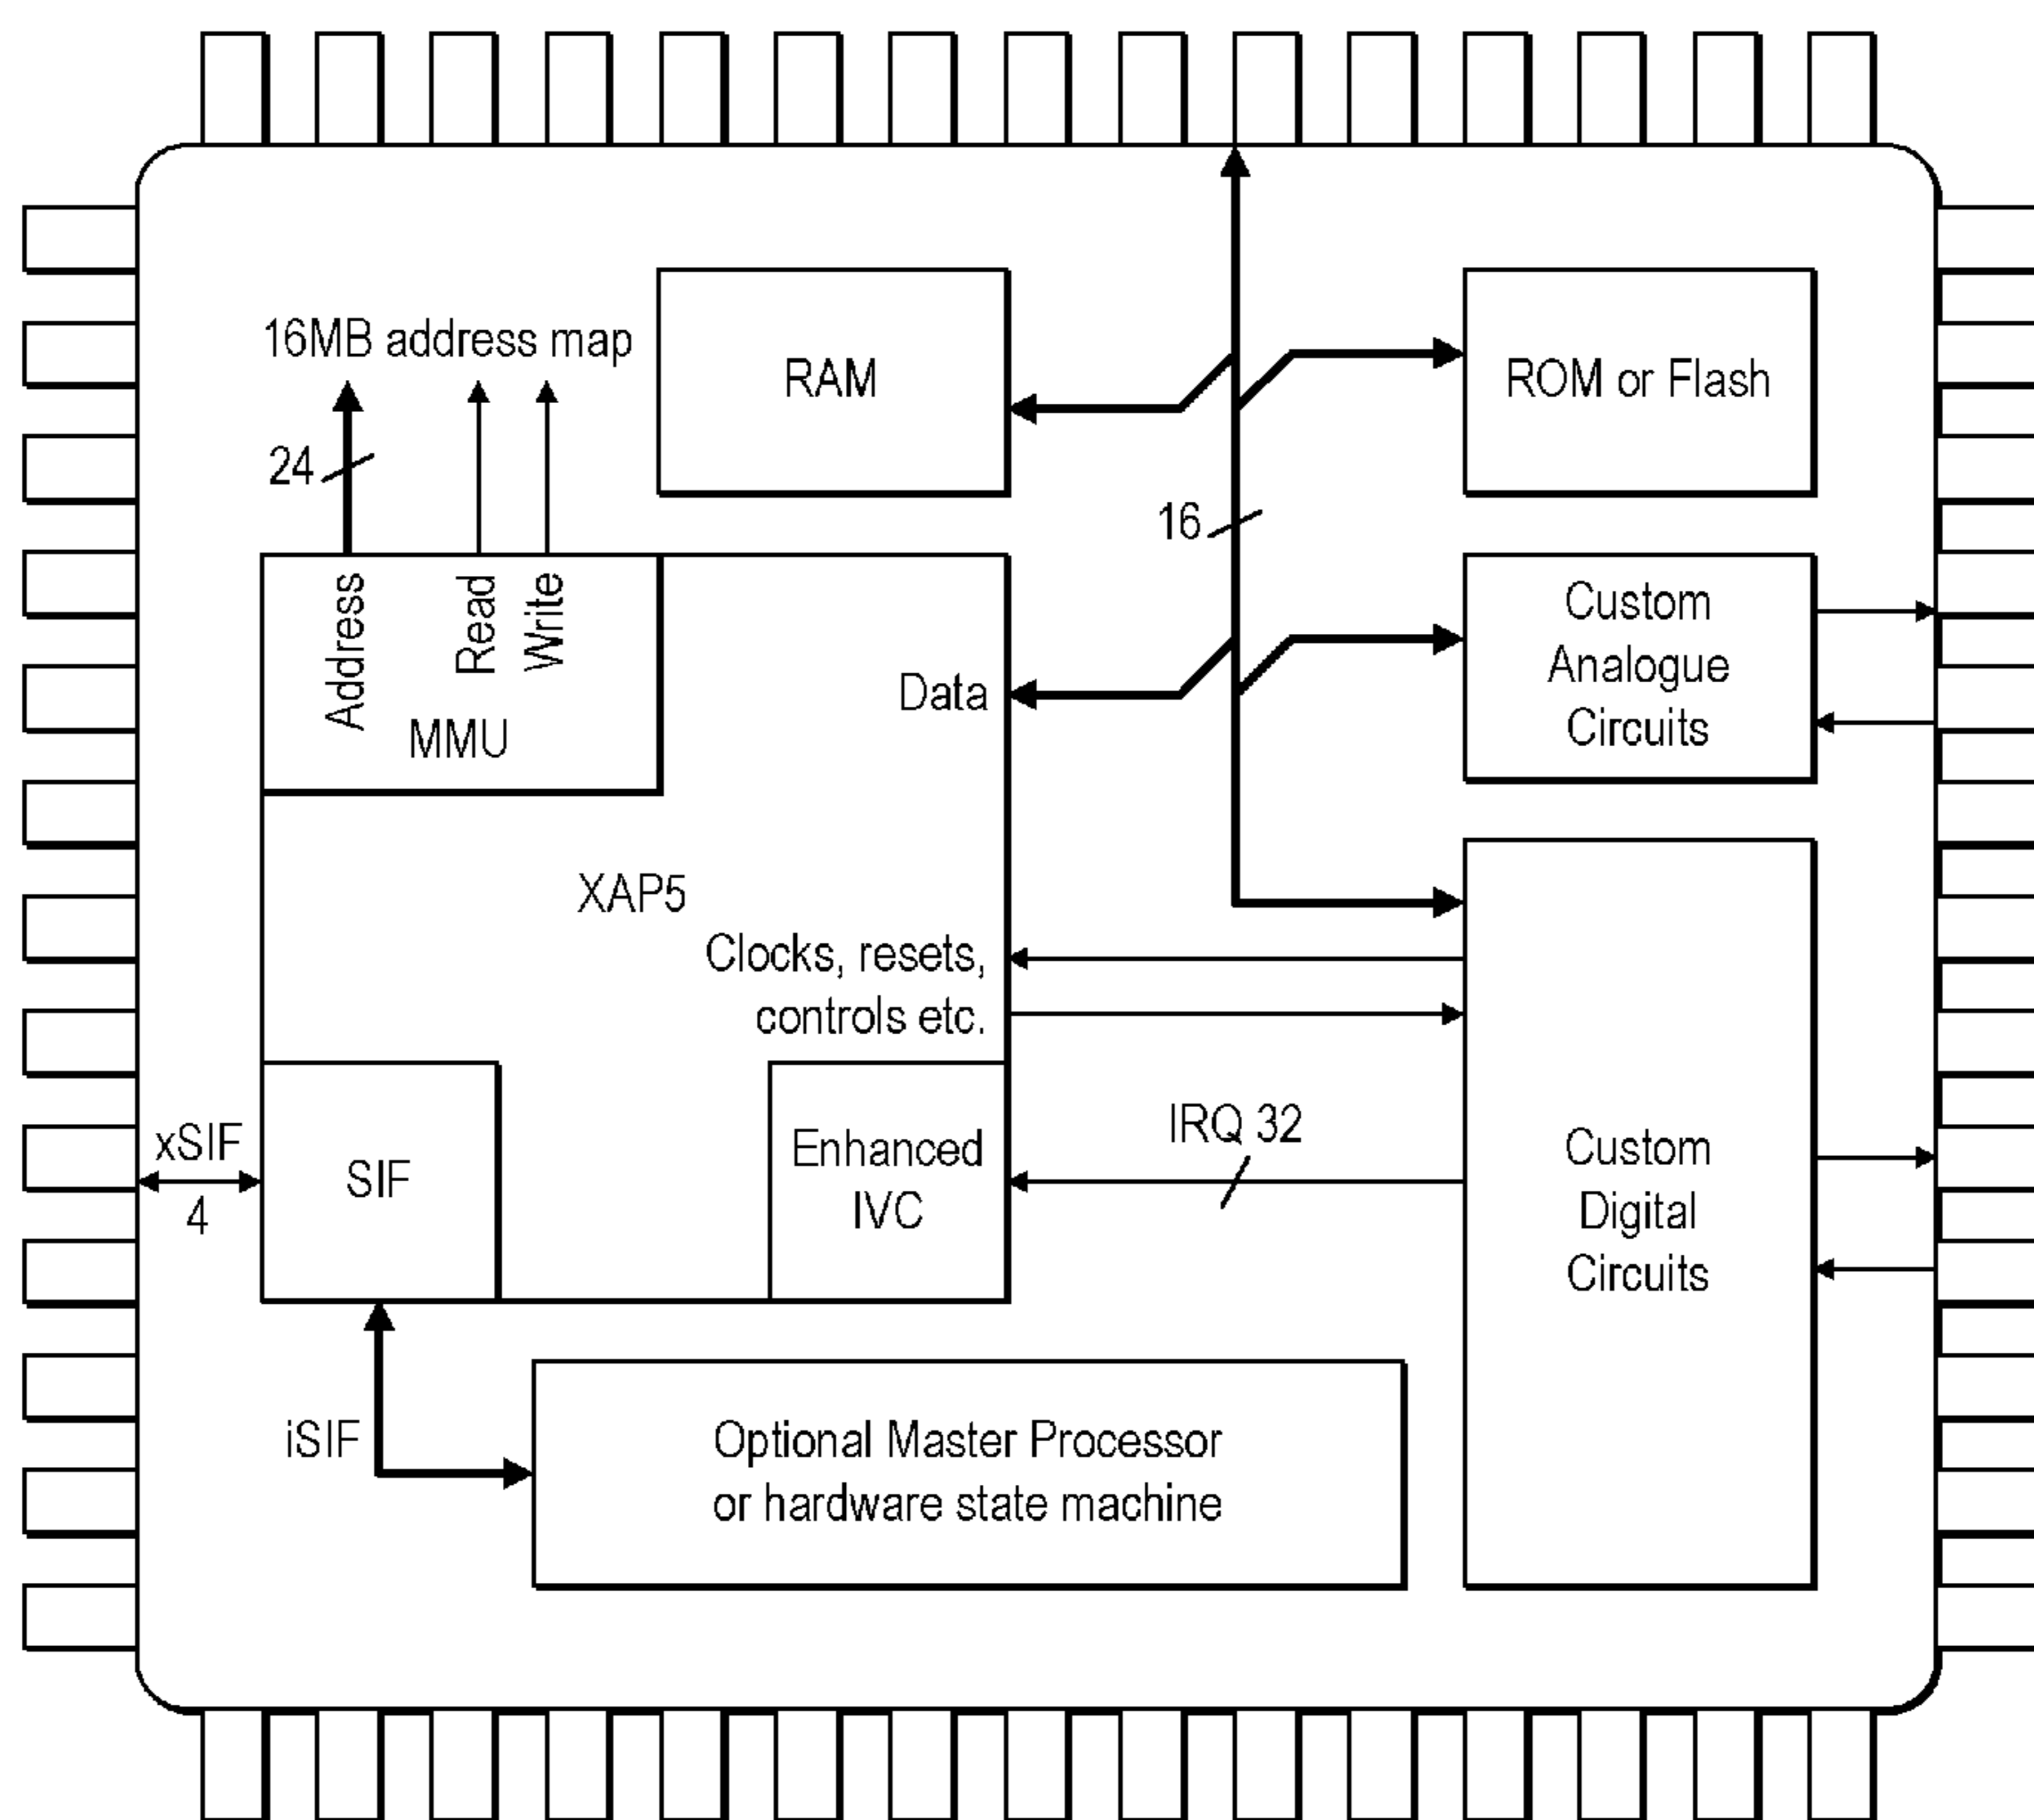 16MB address map
24
Address
Read
Write
MMU
RAM
ROM or Flash
16
Data
Custom
Analogue
Circuits
XAP5
Clocks, resets,
controls etc.
xSIF
4
SIF
Enhanced
IVC
IRQ 32
Custom
Digital
Circuits
iSIF
Optional Master Processor
or hardware state machine